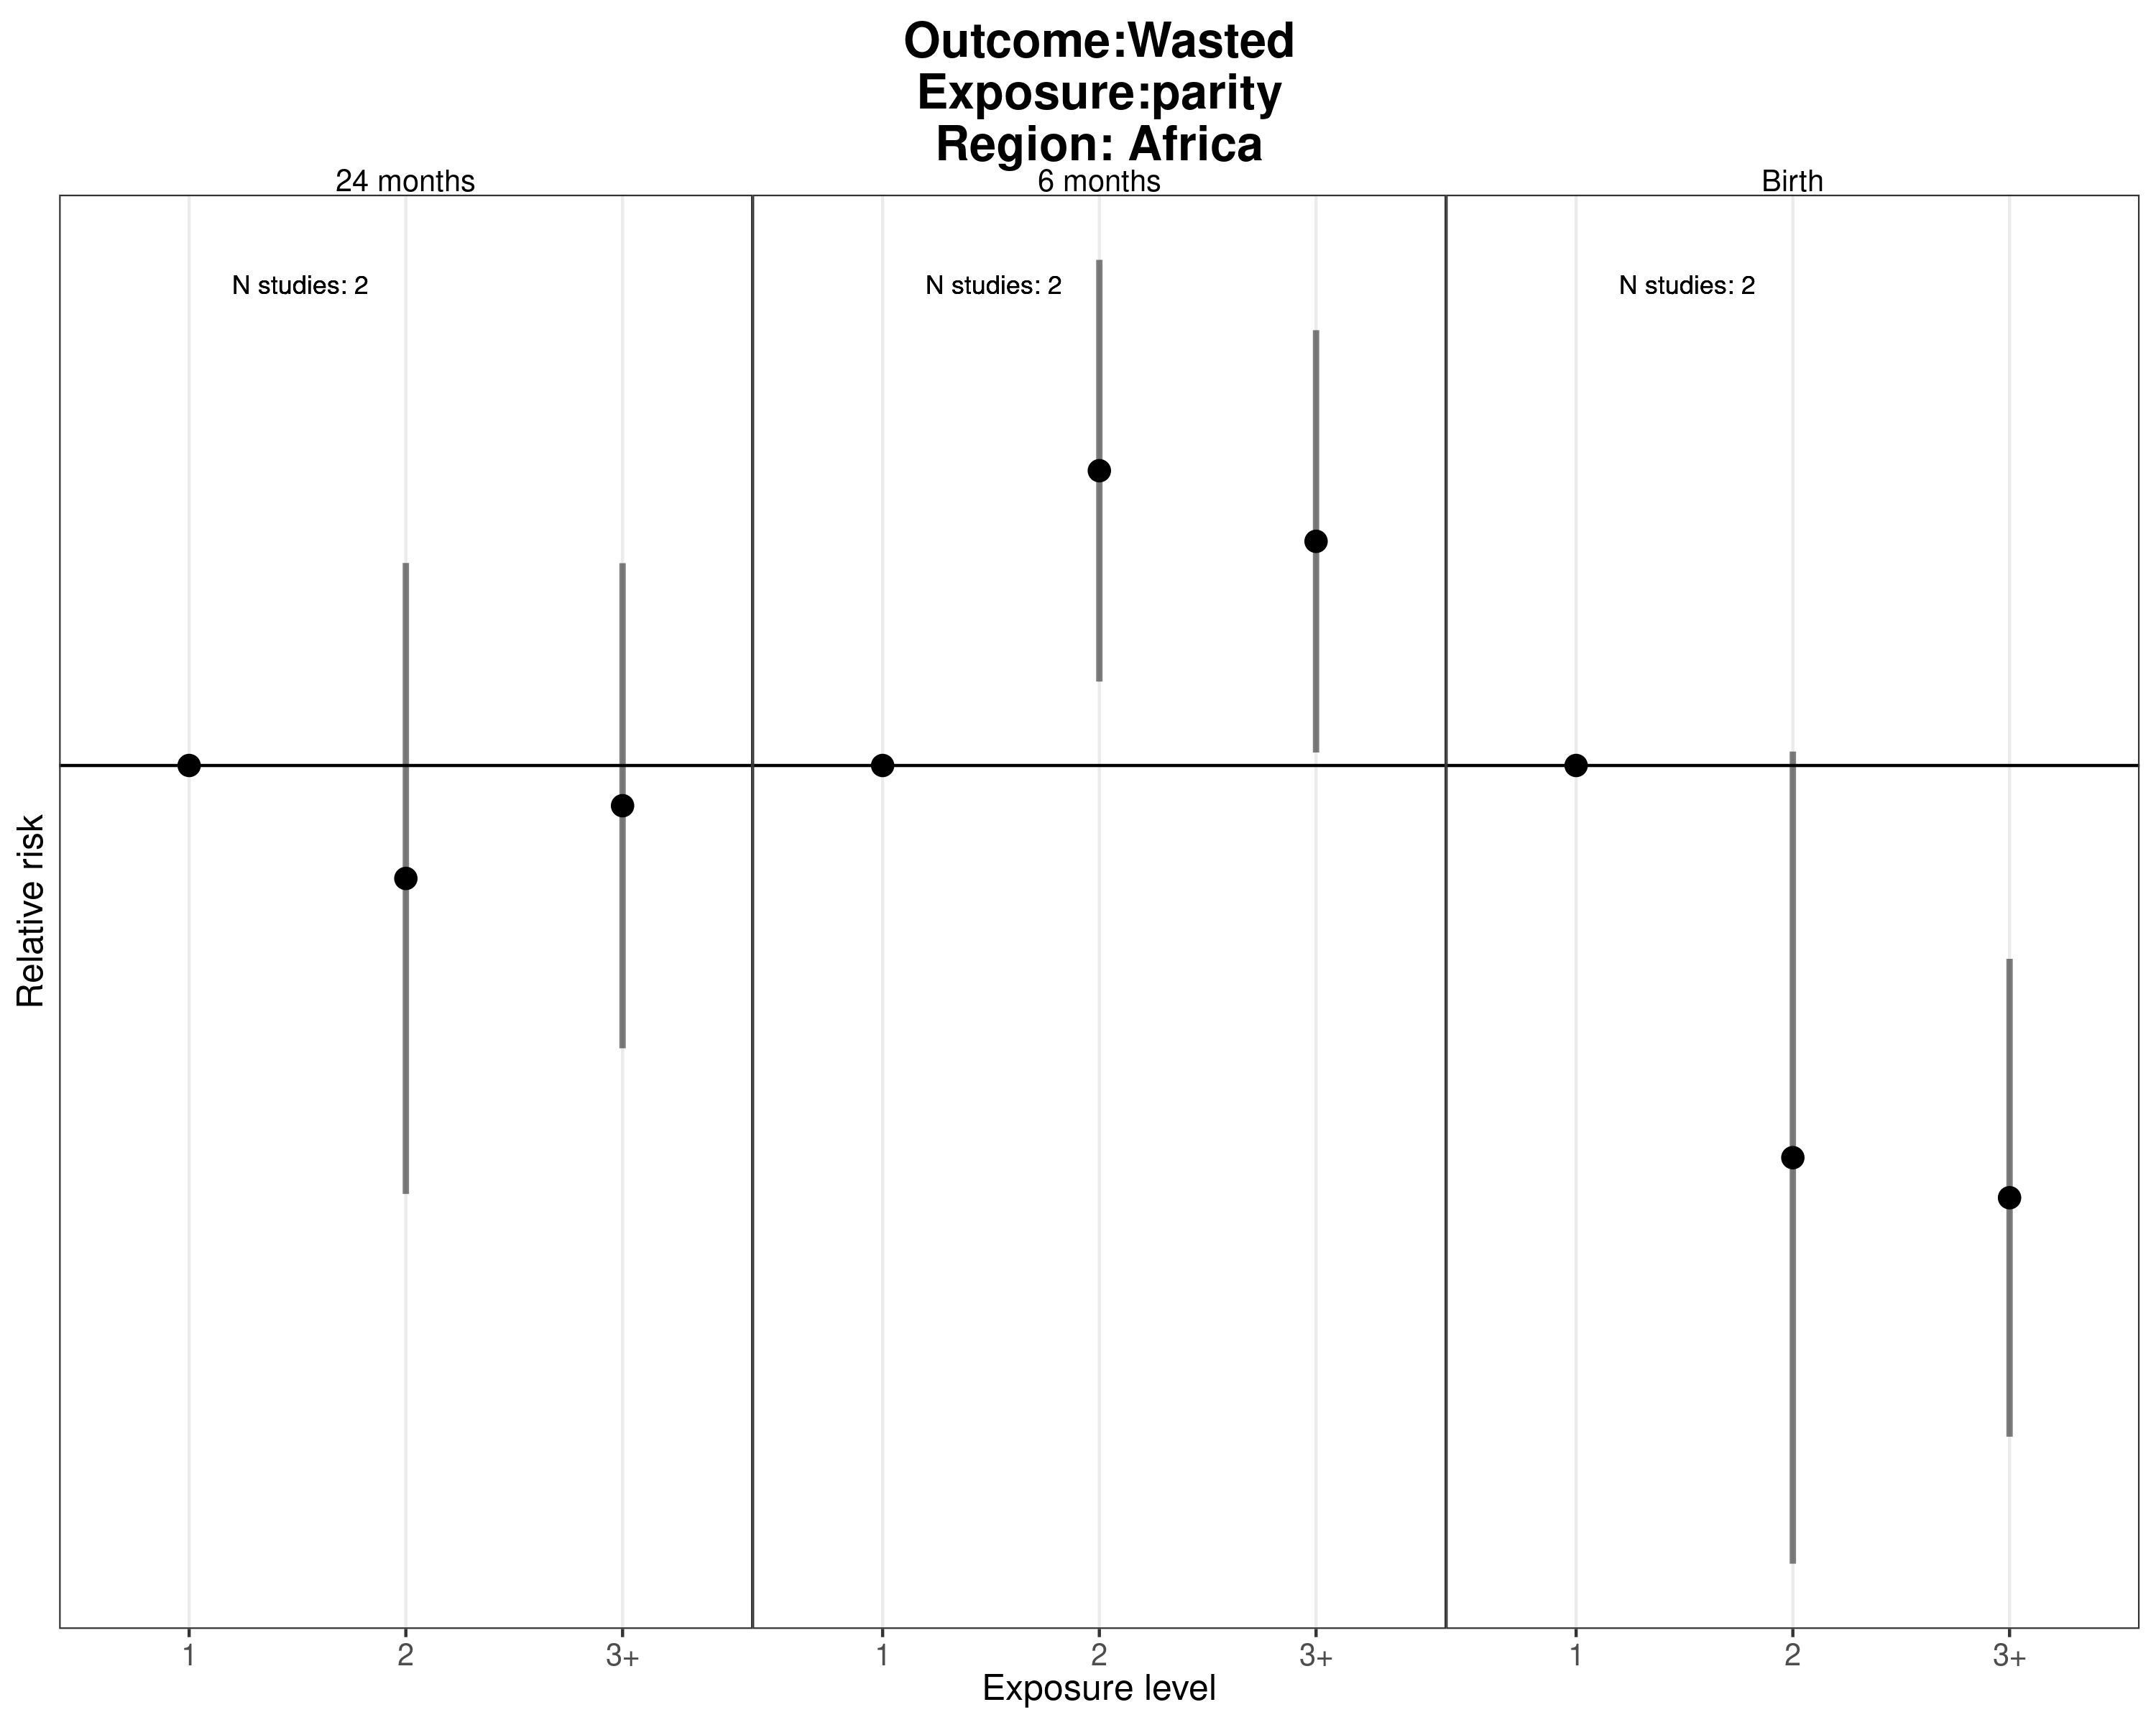 Outcome:Wasted
Exposure:parity
Region: Africa
24 months
6 months
Birth
N studies: 2
N studies: 2
N studies: 2
Relative risk
1
2
3+
1
2
3+
1
2
3+
Exposure level